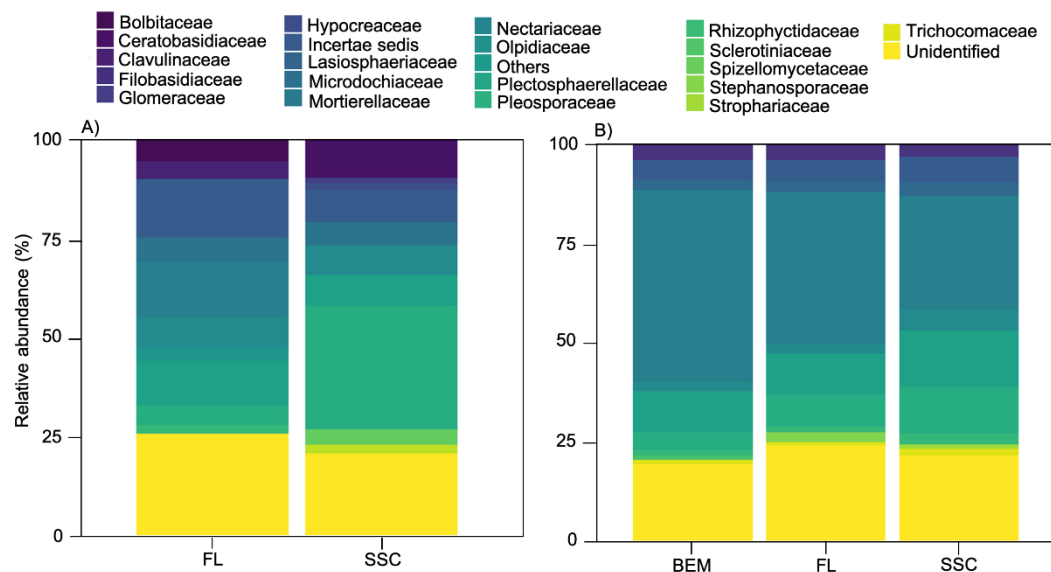 Bolbitaceae
Ceratobasidiaceae
Clavulinaceae
Filobasidiaceae
Glomeraceae
Hypocreaceae
Incertae sedis
Lasiosphaeriaceae
Microdochiaceae
Mortierellaceae
Nectariaceae
Olpidiaceae
Others
Plectosphaerellaceae
Pleosporaceae
Rhizophyctidaceae
Sclerotiniaceae
Spizellomycetaceae
Stephanosporaceae
Strophariaceae
Trichocomaceae
Unidentified
A)
Relative abundance (%)
100
75
50
25
0
FL
SSC
B)
100
75
50
25
0
BEM
FL
SSC